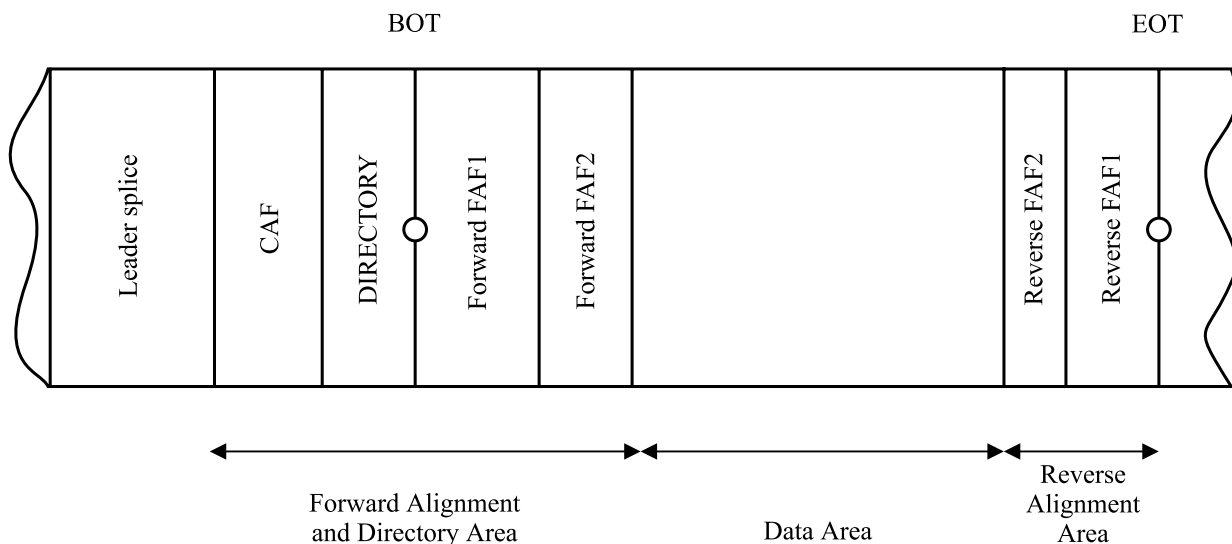 BOT
EOT
Leader splice
CAF
DIRECTORY
Forward FAF1
Forward FAF2
Reverse FAF2
Reverse FAF1
Forward Alignment
and Directory Area
Data Area
Reverse
Alignment
Area